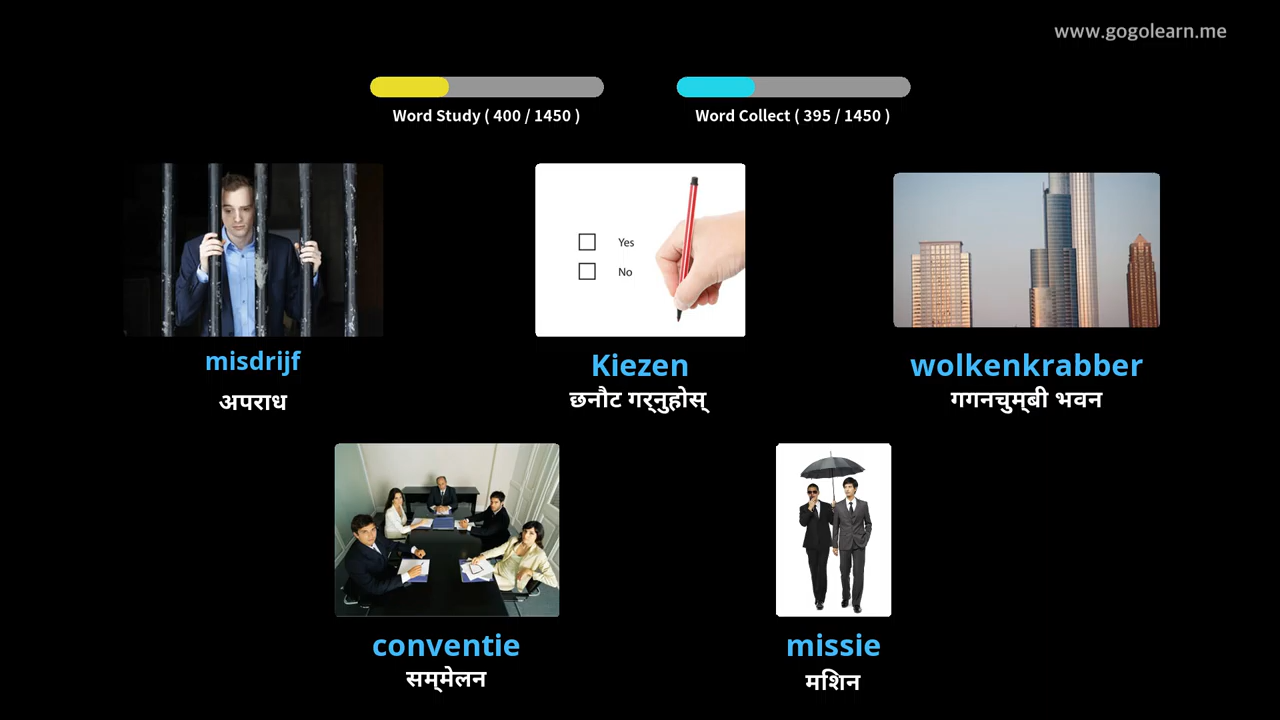 www.gogolearn.me
Word Study ( 400 / 1450 )
Word Collect ( 395 / 1450 )
Yes
No
misdrijf
अपराध
Kiezen
छनौट गर्नुहोस्
wolkenkrabber
गगनचुम्बी भवन
conventie
सम्मेलन
missie
मशिन